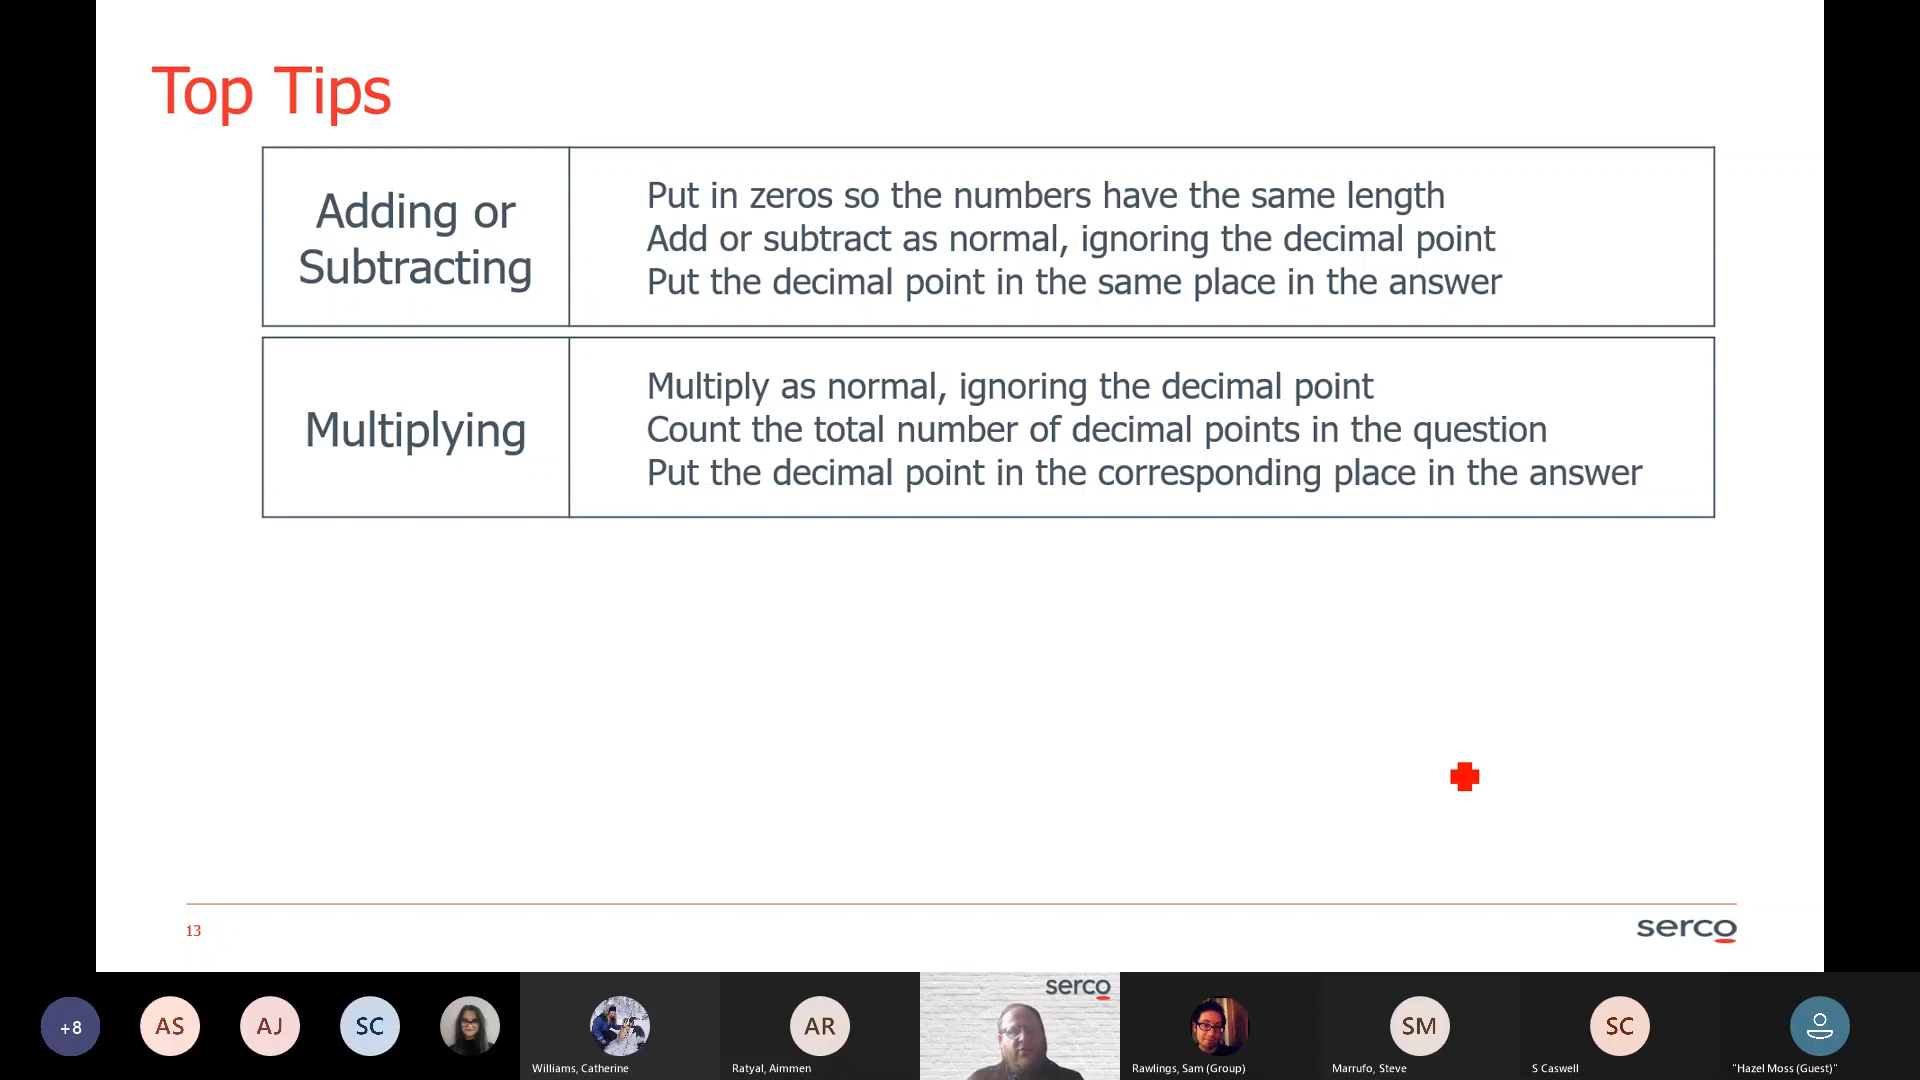 Top Tips
Adding or
Subtracting
Put in zeros so the numbers have the same length
Add or subtract as normal, ignoring the decimal point
Put the decimal point in the same place in the answer
Multiplying
Multiply as normal, ignoring the decimal point
Count the total number of decimal points in the question
Put the decimal point in the corresponding place in the answer
13
serco
+8
AS
AJ
SC
Williams, Catherine
AR
Ratyal, Aimmen
serco
Rawlings, Sam (Group)
SM
Marrufo, Steve
SC
S Caswell
"Hazel Moss (Guest)"